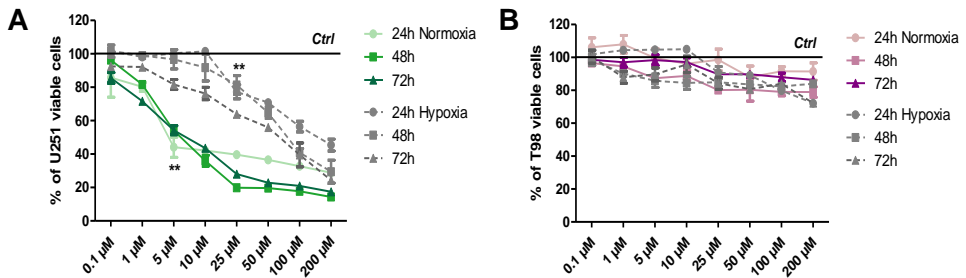 A
% of U251 viable cells
120
100
80
60
40
20
0
Ctrl
**
**
0.1 µM
1 µM
5 µM
10 µM
25 µM
50 µM
100 µM
200 µM
24h Normoxia
48h
72h
24h Hypoxia
48h
72h
B
% of T98 viable cells
120
100
80
60
40
20
0
Ctrl
0.1 µM
1 µM
5 µM
10 µM
25 µM
50 µM
100 µM
200 µM
24h Normoxia
48h
72h
24h Hypoxia
48h
72h